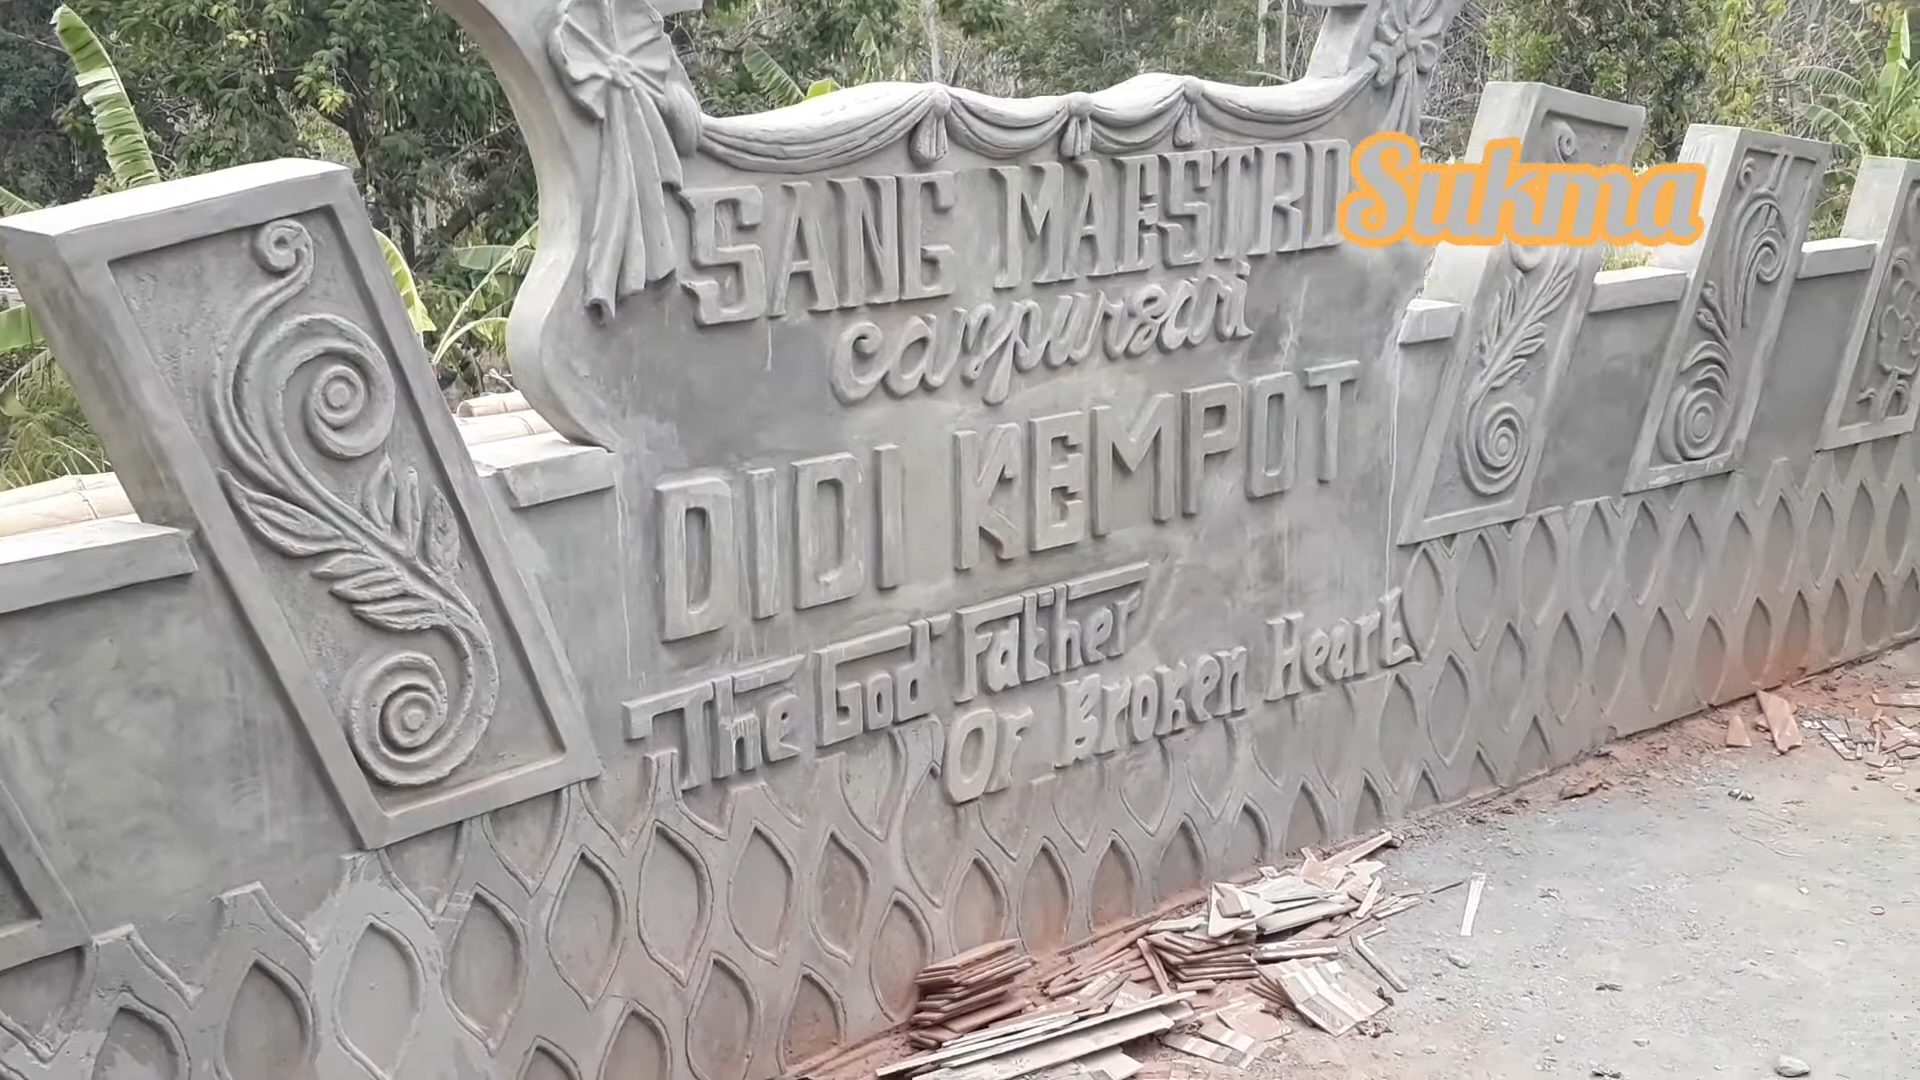 SANG MAESTRO
campursari
DIDI KEMPOT
The God Father
Of Broken Heart
Sukma